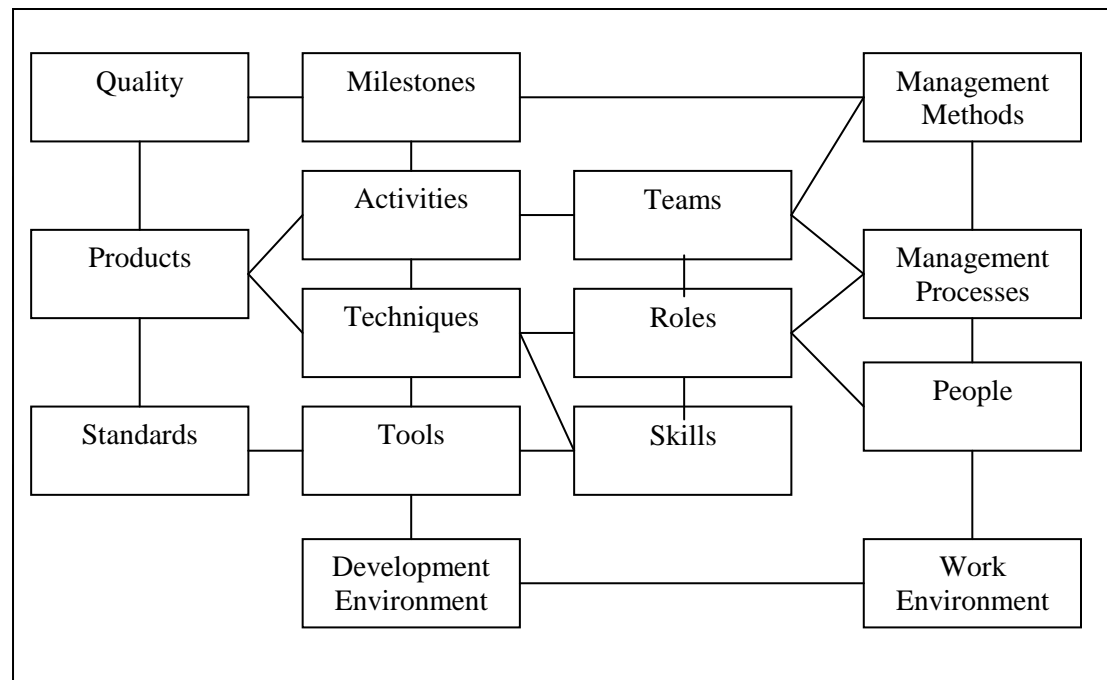 Quality
Milestones
Management
Methods
Activities
Teams
Products
Management
Processes
Techniques
Roles
People
Standards
Tools
Skills
Development
Environment
Work
Environment